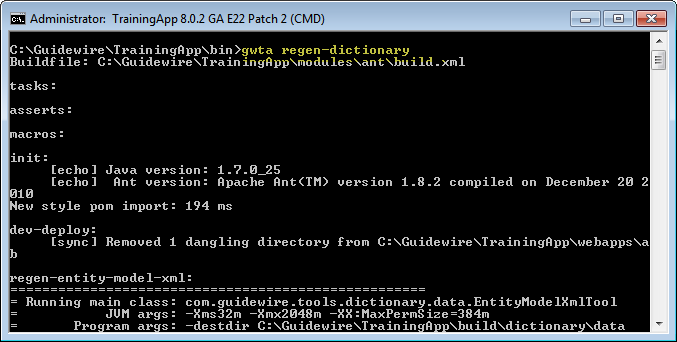 Administrator: TrainingApp 8.0.2 GA E22 Patch 2 (CMD)
C:\Guidewire\TrainingApp\bin>gwta regen-dictionary
Buildfile: C:\Guidewire\TrainingApp\modules\ant\build.xml
tasks:
asserts:
macros:
init:
[echo] Java version: 1.7.0_25
[echo]  Ant version: Apache Ant(TM) version 1.8.2 compiled on December 20 2
010
New style pom import: 194 ms
dev-deploy:
[sync] Removed 1 dangling directory from C:\Guidewire\TrainingApp\webapps\a
b
regen-entity-model-xml:
=====================================================
= Running main class: com.guidewire.tools.dictionary.data.EntityModelXmlTool
=          JVM args: -Xms32m -Xmx2048m -XX:MaxPermSize=384m
=      Program args: -destdir C:\Guidewire\TrainingApp\build\dictionary\data